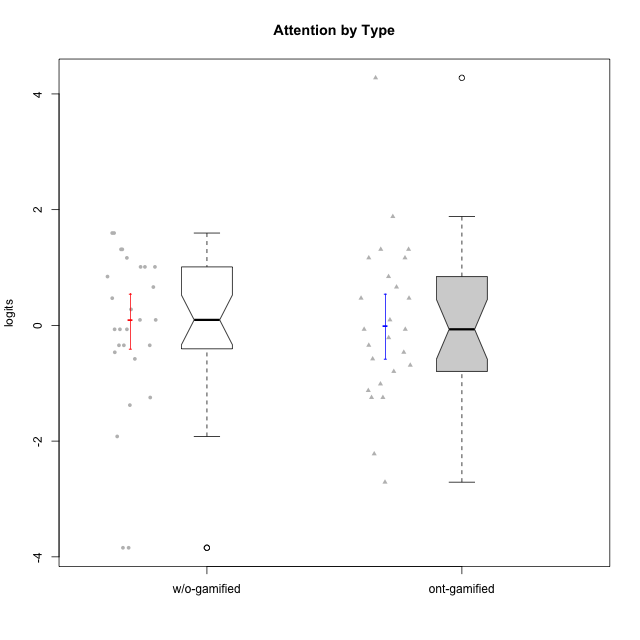 Attention by Type
logits
4
2
0
-2
-4
w/o-gamified
ont-gamified